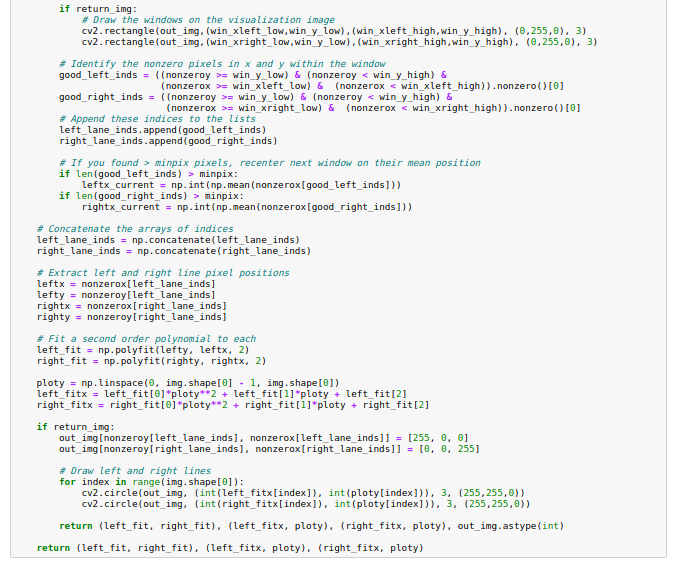 if return_img:
# Draw the windows on the visualization image
cv2.rectangle(out_img,(win_xleft_low,win_y_low),(win_xleft_high,win_y_high), (0,255,0), 3)
cv2.rectangle(out_img,(win_xright_low,win_y_low),(win_xright_high,win_y_high), (0,255,0), 3)
# Identify the nonzero pixels in x and y within the window
good_left_inds = ((nonzeroy >= win_y_low) & (nonzeroy < win_y_high) &
(nonzerox >= win_xleft_low) &  (nonzerox < win_xleft_high)).nonzero()[0]
good_right_inds = ((nonzeroy >= win_y_low) & (nonzeroy < win_y_high) &
(nonzerox >= win_xright_low) &  (nonzerox < win_xright_high)).nonzero()[0]
# Append these indices to the lists
left_lane_inds.append(good_left_inds)
right_lane_inds.append(good_right_inds)
# If you found > minpix pixels, recenter next window on their mean position
if len(good_left_inds) > minpix:
leftx_current = np.int(np.mean(nonzerox[good_left_inds]))
if len(good_right_inds) > minpix:
rightx_current = np.int(np.mean(nonzerox[good_right_inds]))
# Concatenate the arrays of indices
left_lane_inds = np.concatenate(left_lane_inds)
right_lane_inds = np.concatenate(right_lane_inds)
# Extract left and right line pixel positions
leftx = nonzerox[left_lane_inds]
lefty = nonzeroy[left_lane_inds]
rightx = nonzerox[right_lane_inds]
righty = nonzeroy[right_lane_inds]
# Fit a second order polynomial to each
left_fit = np.polyfit(lefty, leftx, 2)
right_fit = np.polyfit(righty, rightx, 2)
ploty = np.linspace(0, img.shape[0] - 1, img.shape[0])
left_fitx = left_fit[0]*ploty**2 + left_fit[1]*ploty + left_fit[2]
right_fitx = right_fit[0]*ploty**2 + right_fit[1]*ploty + right_fit[2]
if return_img:
out_img[nonzeroy[left_lane_inds], nonzerox[left_lane_inds]] = [255, 0, 0]
out_img[nonzeroy[right_lane_inds], nonzerox[right_lane_inds]] = [0, 0, 255]
# Draw left and right lines
for index in range(img.shape[0]):
cv2.circle(out_img, (int(left_fitx[index]), int(ploty[index])), 3, (255,255,0))
cv2.circle(out_img, (int(right_fitx[index]), int(ploty[index])), 3, (255,255,0))
return (left_fit, right_fit), (left_fitx, ploty), (right_fitx, ploty), out_img.astype(int)
return (left_fit, right_fit), (left_fitx, ploty), (right_fitx, ploty)